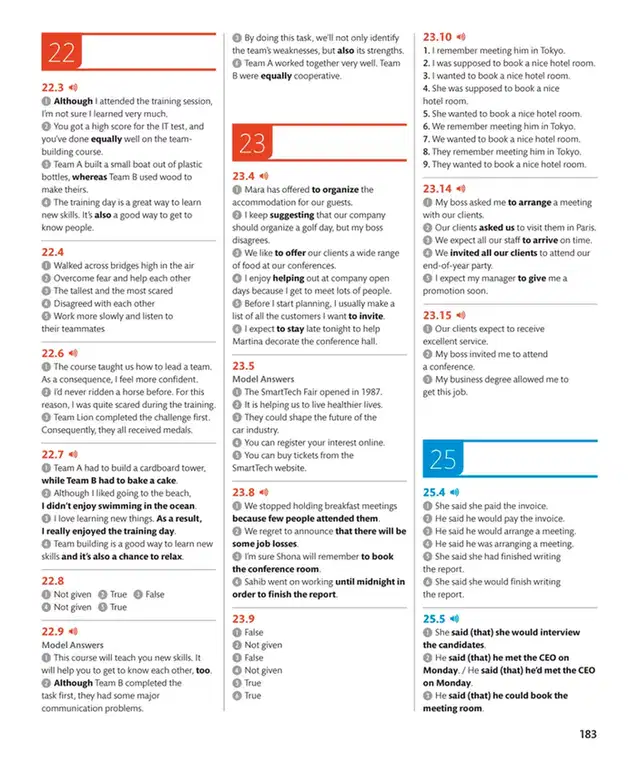 22
22.3
1 Although I attended the training session,
I'm not sure I learned very much.
2 You got a high score for the IT test, and
you've done equally well on the team-
building course.
3 Team A built a small boat out of plastic
bottles, whereas Team B used wood to
make theirs.
4 The training day is a great way to learn
new skills. It's also a good way to get to
know people.
22.4
1 Walked across bridges high in the air
2 Overcome fear and help each other
3 The tallest and the most scared
4 Disagreed with each other
5 Work more slowly and listen to
their teammates
22.6
1 The course taught us how to lead a team.
As a consequence, I feel more confident.
2 I'd never ridden a horse before. For this
reason, I was quite scared during the training.
3 Team Lion completed the challenge first.
Consequently, they all received medals.
22.7
1 Team A had to build a cardboard tower,
while Team B had to bake a cake.
2 Although I liked going to the beach,
I didn't enjoy swimming in the ocean.
3 I love learning new things. As a result,
I really enjoyed the training day.
4 Team building is a good way to learn new
skills and it's also a chance to relax.
22.8
1 Not given 2 True 3 False
4 Not given 5 True
22.9
Model Answers
1 This course will teach you new skills. It
will help you to get to know each other, too.
2 Although Team B completed the
task first, they had some major
communication problems.
3 By doing this task, we'll not only identify
the team's weaknesses, but also its strengths.
4 Team A worked together very well. Team
B were equally cooperative.
23
23.4
1 Mara has offered to organize the
accommodation for our guests.
2 I keep suggesting that our company
should organize a golf day, but my boss
disagrees.
3 We like to offer our clients a wide range
of food at our conferences.
4 I enjoy helping out at company open
days because I get to meet lots of people.
5 Before I start planning, I usually make a
list of all the customers I want to invite.
6 I expect to stay late tonight to help
Martina decorate the conference hall.
23.5
Model Answers
1 The SmartTech Fair opened in 1987.
2 It is helping us to live healthier lives.
3 They could shape the future of the
car industry.
4 You can register your interest online.
5 You can buy tickets from the
SmartTech website.
23.8
1 We stopped holding breakfast meetings
because few people attended them.
2 We regret to announce that there will be
some job losses.
3 I'm sure Shona will remember to book
the conference room.
4 Sahib went on working until midnight in
order to finish the report.
23.9
1 False
2 Not given
3 False
4 Not given
5 True
6 True
23.10
1. I remember meeting him in Tokyo.
2. I was supposed to book a nice hotel room.
3. I wanted to book a nice hotel room.
4. She was supposed to book a nice
hotel room.
5. She wanted to book a nice hotel room.
6. We remember meeting him in Tokyo.
7. We wanted to book a nice hotel room.
8. They remember meeting him in Tokyo.
9. They wanted to book a nice hotel room.
23.14
1 My boss asked me to arrange a meeting
with our clients.
2 Our clients asked us to visit them in Paris.
3 We expect all our staff to arrive on time.
4 We invited all our clients to attend our
end-of-year party.
5 I expect my manager to give me a
promotion soon.
23.15
1 Our clients expect to receive
excellent service.
2 My boss invited me to attend
a conference.
3 My business degree allowed me to
get this job.
25
25.4
1 She said she paid the invoice.
2 He said he would pay the invoice.
3 He said he would arrange a meeting.
4 He said he was arranging a meeting.
5 She said she had finished writing
the report.
6 She said she would finish writing
the report.
25.5
1 She said (that) she would interview
the candidates.
2 He said (that) he met the CEO on
Monday. / He said (that) he'd met the CEO
on Monday.
3 He said (that) he could book the
meeting room.
183